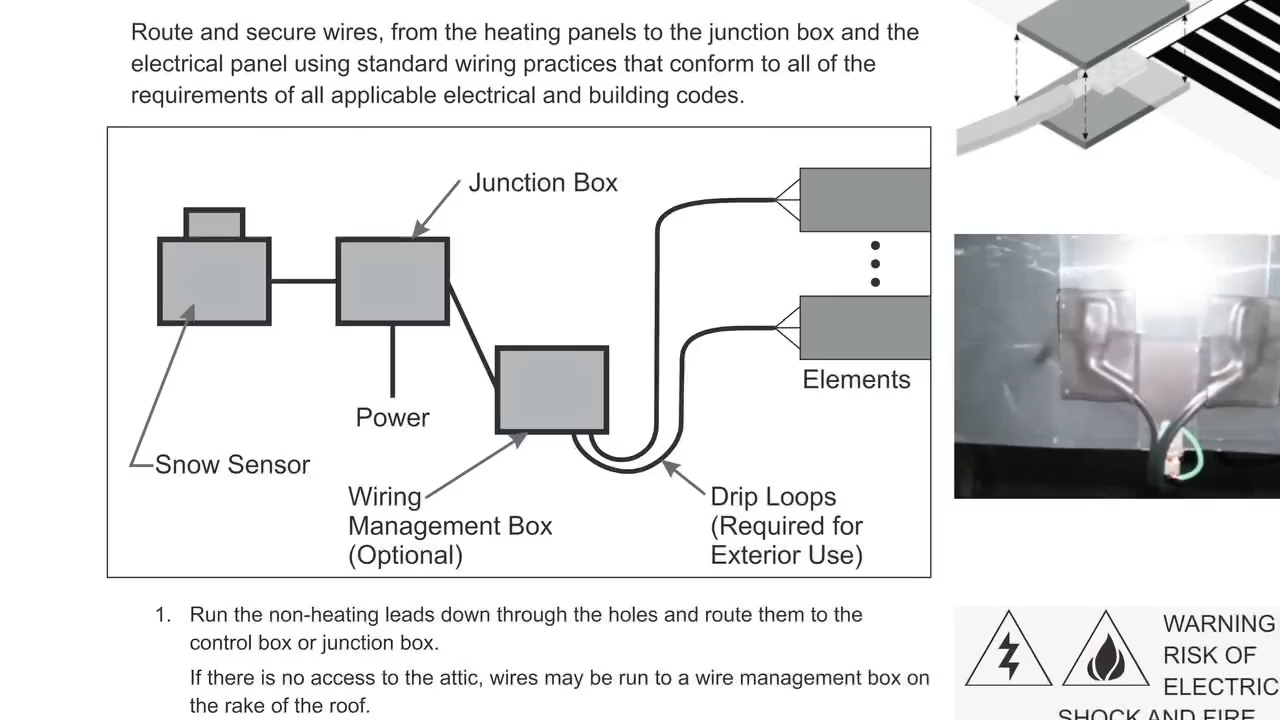 Route and secure wires, from the heating panels to the junction box and the
electrical panel using standard wiring practices that conform to all of the
requirements of all applicable electrical and building codes.
Junction Box
Elements
Power
Snow Sensor
Wiring
Management Box
(Optional)
Drip Loops
(Required for
Exterior Use)
1. Run the non-heating leads down through the holes and route them to the
control box or junction box.
If there is no access to the attic, wires may be run to a wire management box on
the rake of the roof.
WARNING
RISK OF
ELECTRIC
SHOCK AND FIRE